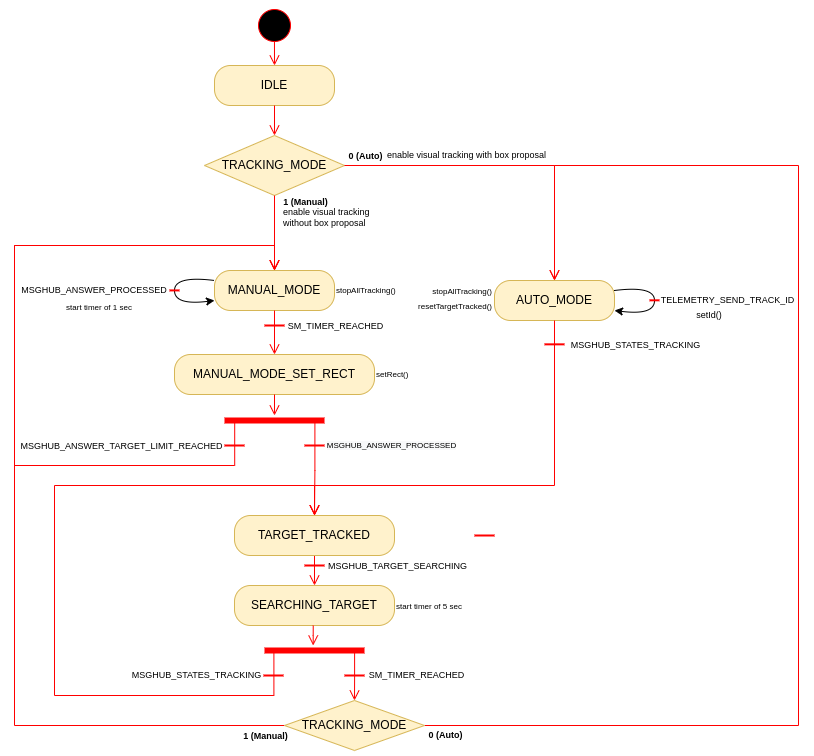 IDLE
TRACKING_MODE
0 (Auto) enable visual tracking with box proposal
1 (Manual)
enable visual tracking
without box proposal
MSGHUB_ANSWER_PROCESSED
start timer of 1 sec
MANUAL_MODE
stopAllTracking()
stopAllTracking()
resetTargetTracked()
AUTO_MODE
TELEMETRY_SEND_TRACK_ID
setId()
SM_TIMER_REACHED
MSGHUB_STATES_TRACKING
MANUAL_MODE_SET_RECT
setRect()
MSGHUB_ANSWER_TARGET_LIMIT_REACHED
MSGHUB_ANSWER_PROCESSED
TARGET_TRACKED
MSGHUB_TARGET_SEARCHING
SEARCHING_TARGET
start timer of 5 sec
MSGHUB_STATES_TRACKING
SM_TIMER_REACHED
TRACKING_MODE
1 (Manual)
0 (Auto)